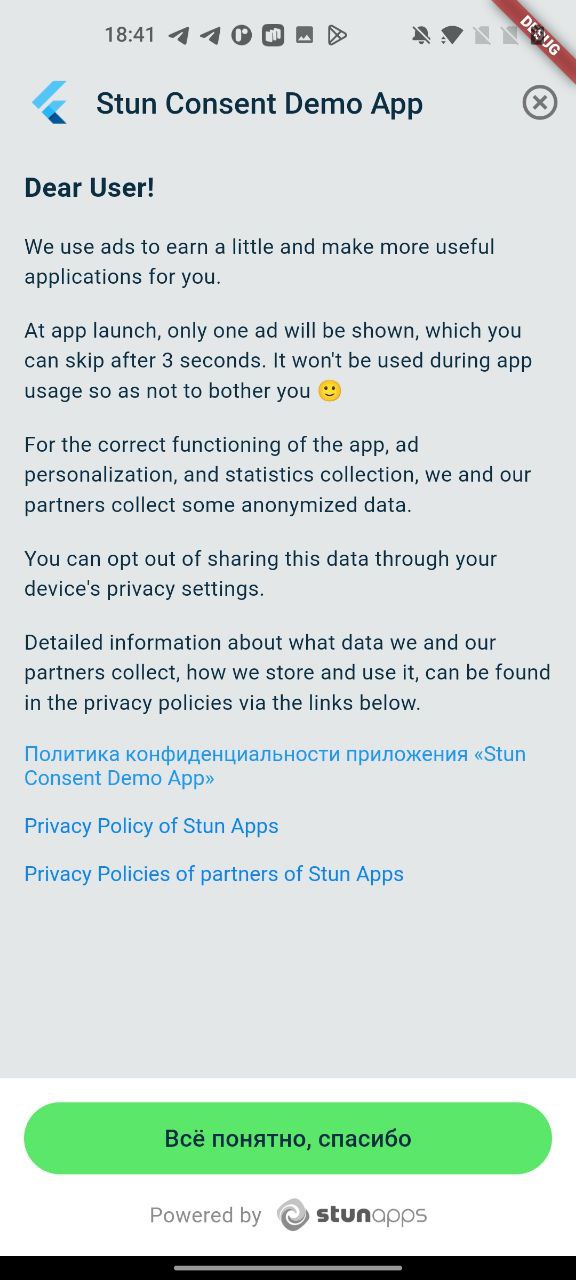 18:41
DEBUG
Stun Consent Demo App
Dear User!
We use ads to earn a little and make more useful
applications for you.
At app launch, only one ad will be shown, which you
can skip after 3 seconds. It won't be used during app
usage so as not to bother you 🙂
For the correct functioning of the app, ad
personalization, and statistics collection, we and our
partners collect some anonymized data.
You can opt out of sharing this data through your
device's privacy settings.
Detailed information about what data we and our
partners collect, how we store and use it, can be found
in the privacy policies via the links below.
Политика конфиденциальности приложения «Stun
Consent Demo App»
Privacy Policy of Stun Apps
Privacy Policies of partners of Stun Apps
Всё понятно, спасибо
Powered by stunapps